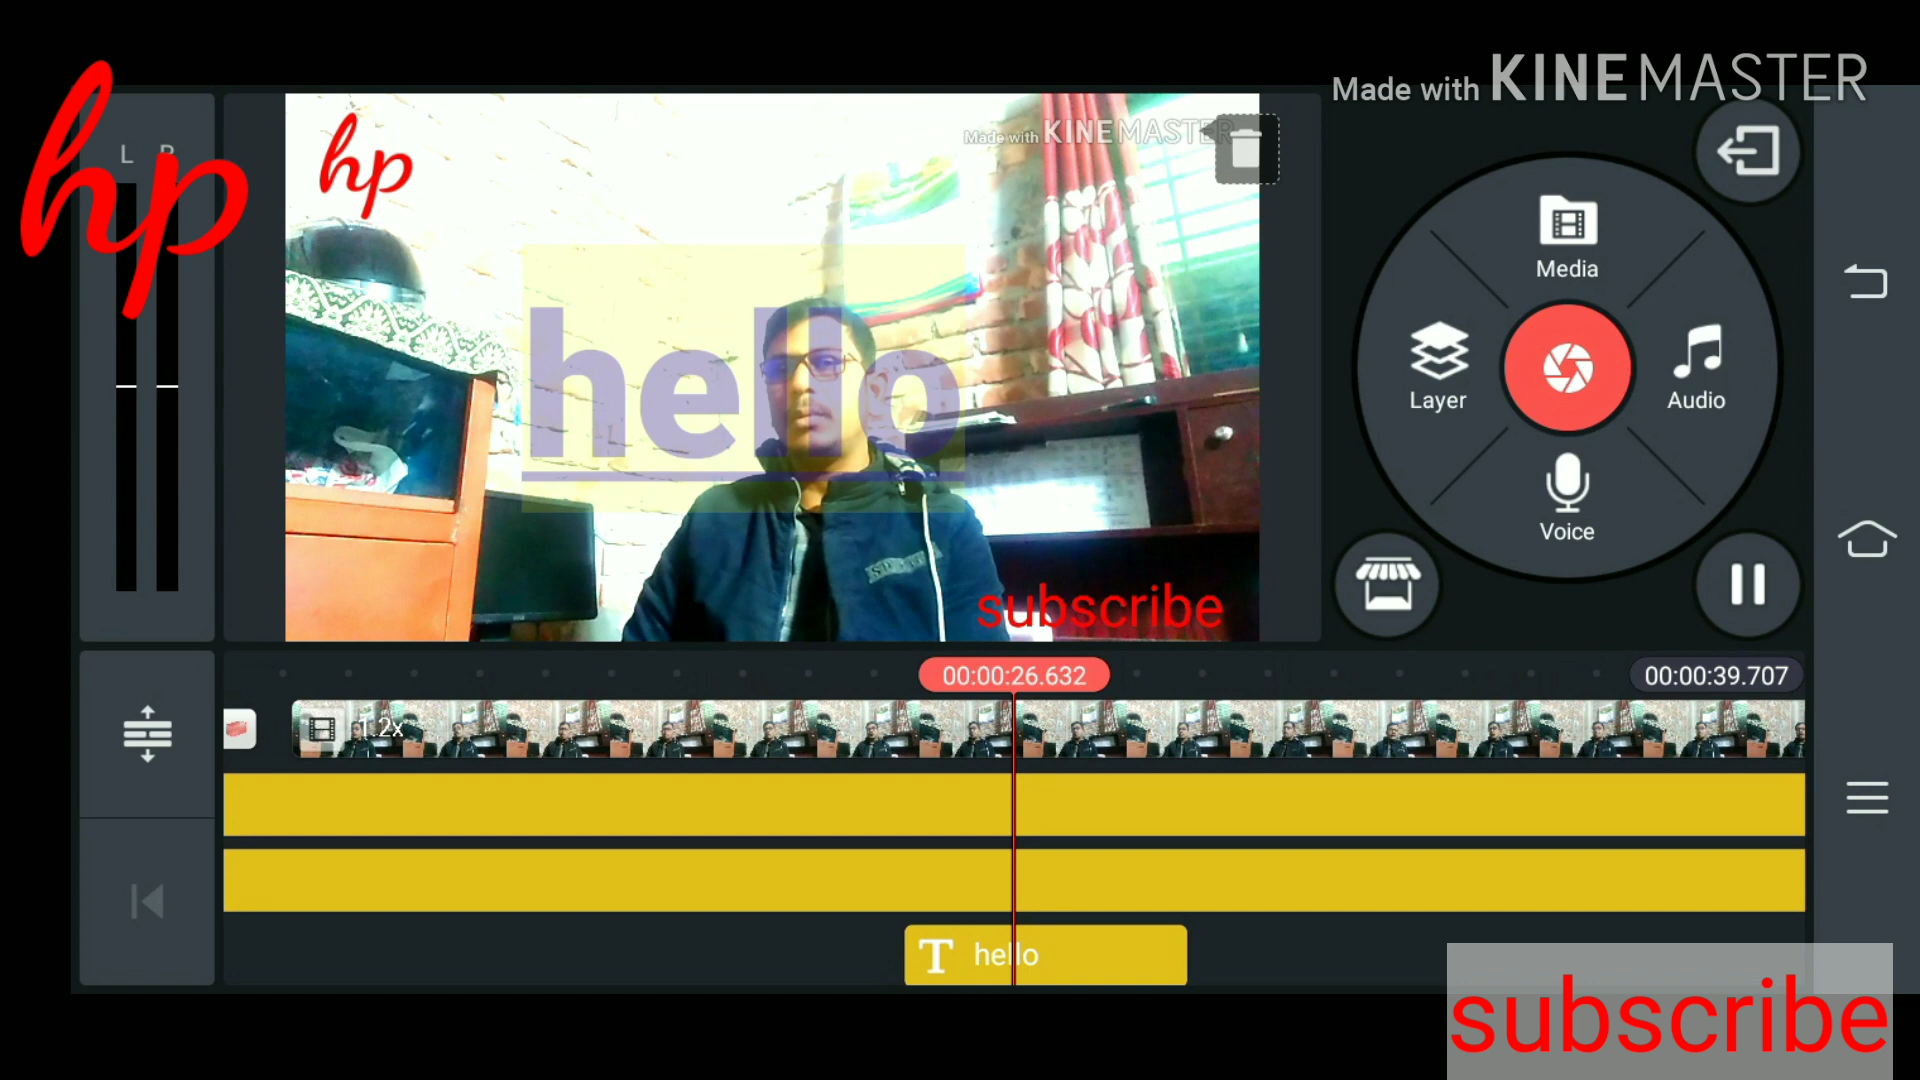 Made with KINEMASTER
hp
L R
hp
Made with KINEMASTER
Media
hello
Layer
Audio
Voice
subscribe
00:00:26.632
00:00:39.707
1.2x
T hello
subscribe